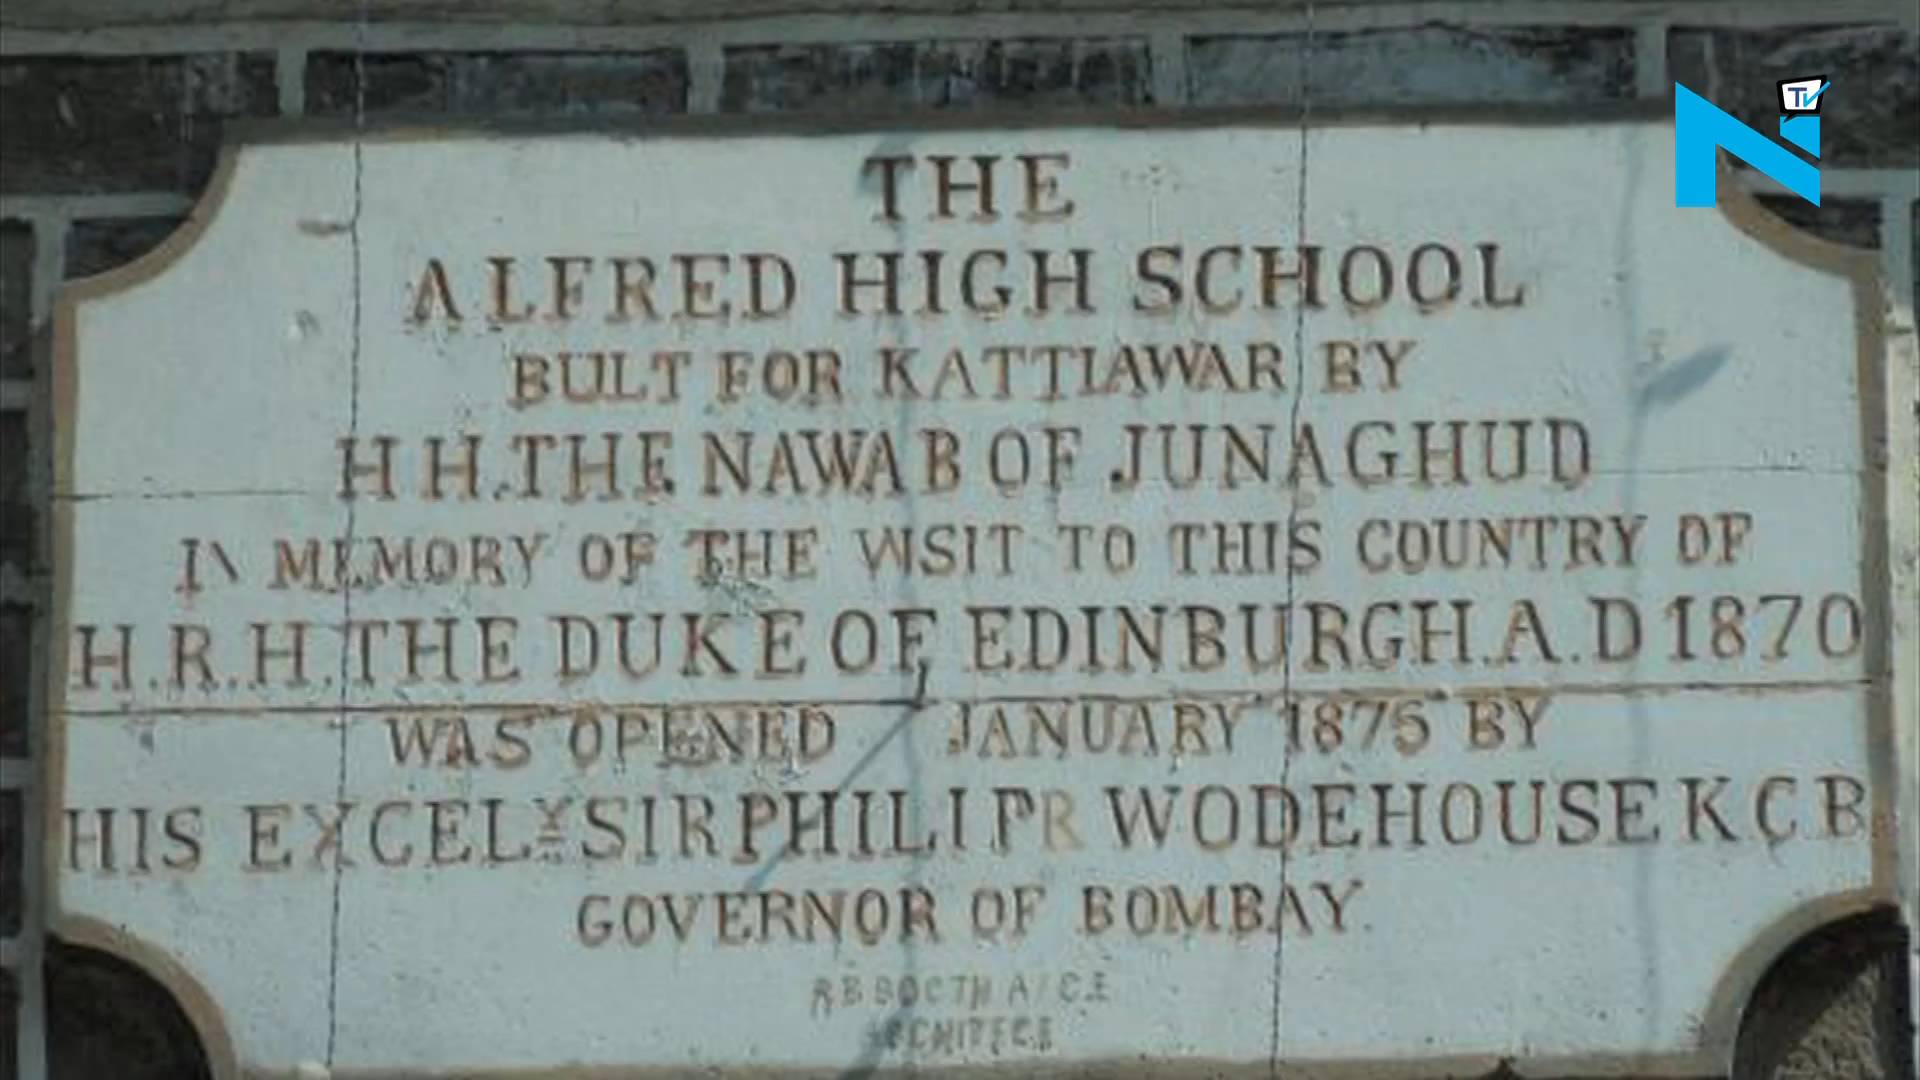 TV
THE
ALFRED HIGH SCHOOL
BULT FOR KATTIAWAR BY
H H.THE NAWAB OF JUNAGHUD
IN MEMORY OF THE VISIT TO THIS COUNTRY OF
H.R.H.THE DUKE OF EDINBURGH.A.D 1870
WAS OPENED JANUARY 1875 BY
HIS EXCELY SIR PHILIP R WODEHOUSE K C B
GOVERNOR OF BOMBAY.